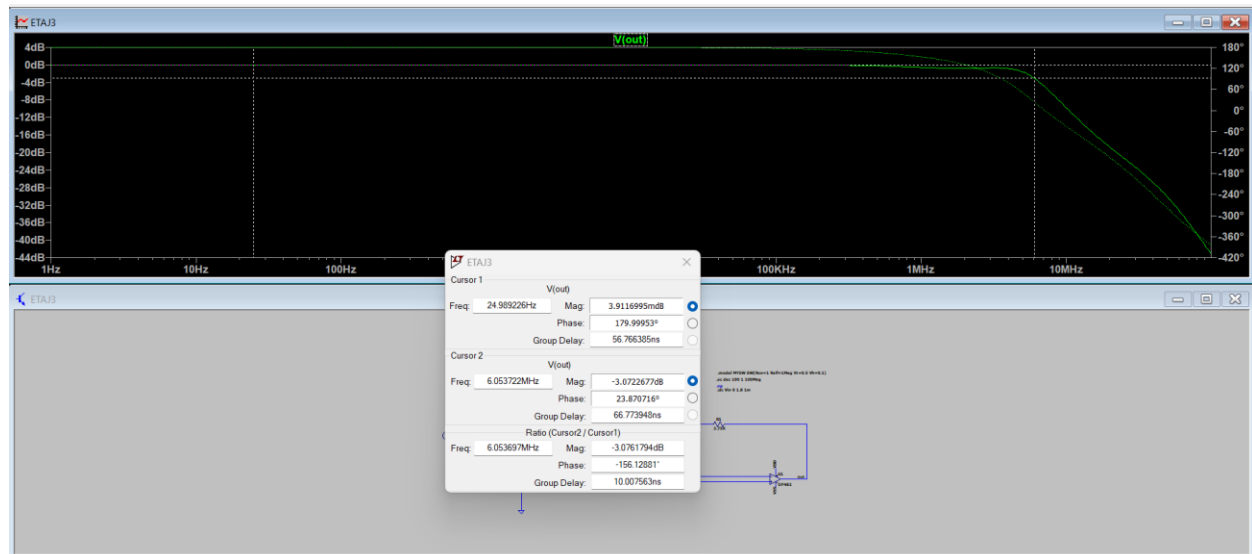 ETAJ3
V(out)
4dB
0dB
-4dB
-8dB
-12dB
-16dB
-20dB
-24dB
-28dB
-32dB
-36dB
-40dB
-44dB
180°
120°
60°
0°
-60°
-120°
-180°
-240°
-300°
-360°
-420°
1Hz 10Hz 100Hz 100KHz 1MHz 10MHz
ETAJ3
Cursor 1
V(out)
Freq: 24.989226Hz Mag: 3.9116995mdB
Phase: 179.99953°
Group Delay: 56.766385ns
Cursor 2
V(out)
Freq: 6.053722MHz Mag: -3.0722677dB
Phase: 23.870716°
Group Delay: 66.773948ns
Ratio (Cursor2 / Cursor1)
Freq: 6.053697MHz Mag: -3.0761794dB
Phase: -156.12881°
Group Delay: 10.007563ns
ETAJ3